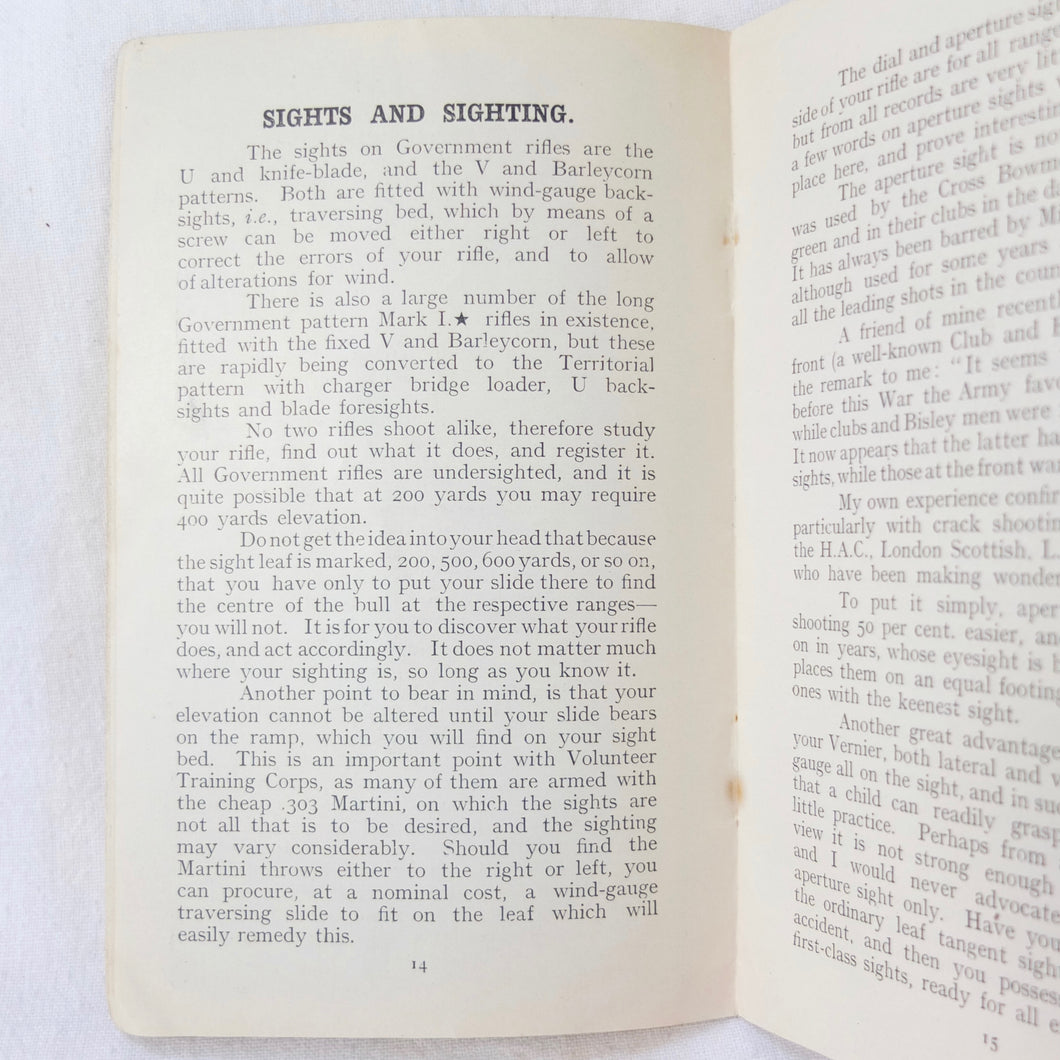 SIGHTS AND SIGHTING.
The sights on Government rifles are the
U and knife-blade, and the V and Barleycorn
patterns. Both are fitted with wind-gauge back-
sights, i.e., traversing bed, which by means of a
screw can be moved either right or left to
correct the errors of your rifle, and to allow
of alterations for wind.
There is also a large number of the long
Government pattern Mark I.★ rifles in existence,
fitted with the fixed V and Barleycorn, but these
are rapidly being converted to the Territorial
pattern with charger bridge loader, U back-
sights and blade foresights.
No two rifles shoot alike, therefore study
your rifle, find out what it does, and register it.
All Government rifles are undersighted, and it is
quite possible that at 200 yards you may require
400 yards elevation.
Do not get the idea into your head that because
the sight leaf is marked, 200, 500, 600 yards, or so on,
that you have only to put your slide there to find
the centre of the bull at the respective ranges—
you will not. It is for you to discover what your rifle
does, and act accordingly. It does not matter much
where your sighting is, so long as you know it.
Another point to bear in mind, is that your
elevation cannot be altered until your slide bears
on the ramp, which you will find on your sight
bed. This is an important point with Volunteer
Training Corps, as many of them are armed with
the cheap .303 Martini, on which the sights are
not all that is to be desired, and the sighting
may vary considerably. Should you find the
Martini throws either to the right or left, you
can procure, at a nominal cost, a wind-gauge
traversing slide to fit on the leaf which will
easily remedy this.
14
The dial and aperture
side of your rifle are for all
but from all records are very
a few words on aperture sights
place here, and prove
The aperture sight is
was used by the Cross
green and in their clubs in the
It has always been barred by
although used for some years
all the leading shots in the
A friend of mine
front (a well-known Club and
the remark to me: "It seems
before this War the Army
while clubs and Bisley men were
It now appears that the latter
sights, while those at the front
My own experience
particularly with crack
the H.A.C., London Scottish,
who have been making
To put it simply,
shooting 50 per cent. easier,
on in years, whose eyesight is
places them on an equal footing
ones with the keenest sight.
Another great advantage
your Vernier, both lateral and
gauge all on the sight, and in
that a child can readily
little practice. Perhaps from
view it is not strong enough
and I would never advocate
aperture sight only. Have
the ordinary leaf tangent
accident, and then you
first-class sights, ready for all
15